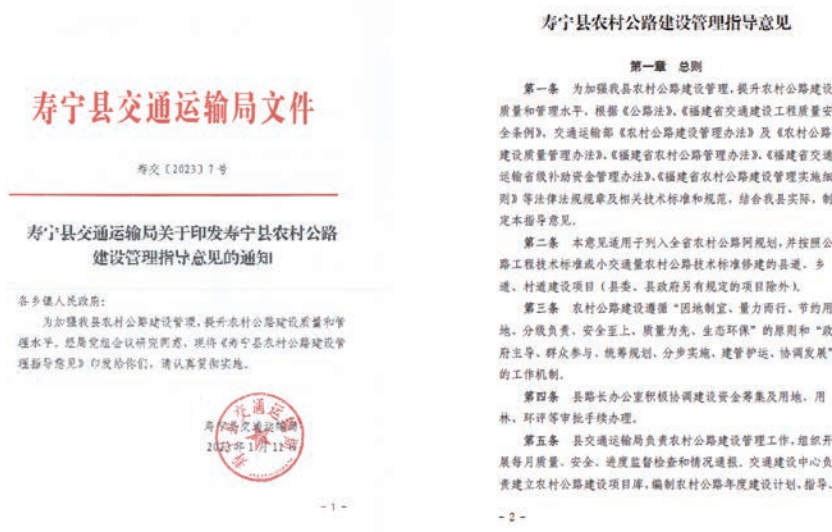 寿宁县交通运输局文件
寿交〔2023〕7号
寿宁县交通运输局关于印发寿宁县农村公路
建设管理指导意见的通知
各乡镇人民政府:
为加强我县农村公路建设管理,提升农村公路建设质量和管
理水平。经局党组会议研究同意,现将《寿宁县农村公路建设管
理指导意见》印发给你们,请认真贯彻实施。
寿宁县交通运输局
2023年1月11日
- 1 -
寿宁县农村公路建设管理指导意见
第一章 总则
第一条 为加强我县农村公路建设管理,提升农村公路建设
质量和管理水平,根据《公路法》、《福建省交通建设工程质量安
全条例》、交通运输部《农村公路建设管理办法》及《农村公路
建设质量管理办法》、《福建省农村公路管理办法》、《福建省交通
运输省级补助资金管理办法》、《福建省农村公路建设管理实施细
则》等法律法规规章及相关技术标准和规范,结合我县实际,制
定本指导意见。
第二条 本意见适用于列入全省农村公路网规划,并按照公
路工程技术标准或小交通量农村公路技术标准修建的县道、乡
道、村道建设项目(县委、县政府另有规定的项目除外)。
第三条 农村公路建设遵循“因地制宜、量力而行、节约用
地、分级负责、安全至上、质量为先、生态环保”的原则和“政
府主导、群众参与、统筹规划、分步实施、建管护运、协调发展”
的工作机制。
第四条 县路长办公室积极协调建设资金筹集及用地、用
林、环评等审批手续办理。
第五条 县交通运输局负责农村公路建设管理工作,组织开
展每月质量、安全、进度监督检查和情况通报。交通建设中心负
责建立农村公路建设项目库,编制农村公路年度建设计划,指导、
- 2 -